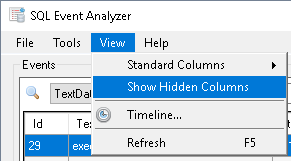 SQL Event Analyzer
File Tools View Help
Events
Standard Columns
TextDa
Show Hidden Columns
Id Te
Timeline...
29 exe
Refresh F5